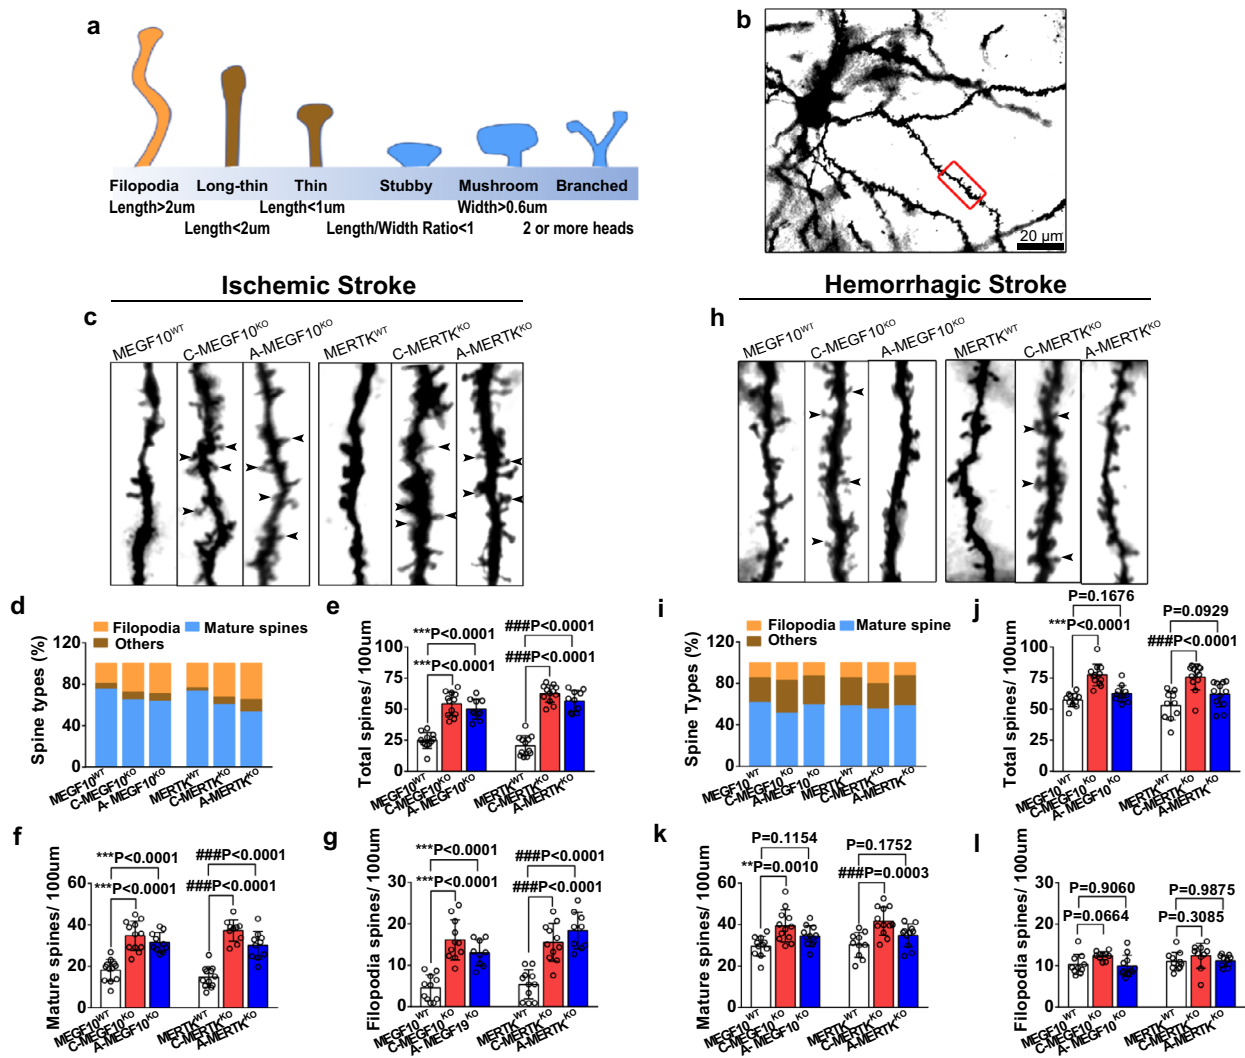 a
Filopodia Long-thin Thin Stubby Mushroom Branched
Length>2um Length<1um Width>0.6um
Length<2um Length/Width Ratio<1 2 or more heads
b
20 µm
Ischemic Stroke
c
MEGF10WT C-MEGF10KO A-MEGF10KO MERTKWT C-MERTKKO A-MERTKKO
Hemorrhagic Stroke
h
MEGF10WT C-MEGF10KO A-MEGF10KO MERTKWT C-MERTKKO A-MERTKKO
d
Filopodia Mature spines
Others
Spine types (%)
120
80
40
0
MEGF10WT C-MEGF10KO A- MEGF10KO MERTKWT C-MERTKKO A-MERTKKO
e
***P<0.0001 ###P<0.0001
***P<0.0001 ###P<0.0001
Total spines/ 100um
100
75
50
25
0
MEGF10WT C-MEGF10KO A- MEGF10KO MERTKWT C-MERTKKO A-MERTKKO
i
Filopodia Mature spine
Others
Spine Types (%)
120
80
40
0
MEGF10WT C-MEGF10KO A-MEGF10KO MERTKWT C-MERTKKO A-MERTKKO
j
P=0.1676 P=0.0929
***P<0.0001 ###P<0.0001
Total spines/ 100um
100
75
50
25
0
MEGF10WT C-MEGF10KO A- MEGF10KO MERTKWT C-MERTKKO A-MERTKKO
f
***P<0.0001 ###P<0.0001
***P<0.0001 ###P<0.0001
Mature spines/ 100um
60
40
20
0
MEGF10WT C-MEGF10KO A-MEGF10KO MERTKWT C-MERTKKO A-MERTKKO
g
***P<0.0001 ###P<0.0001
***P<0.0001 ###P<0.0001
Filopodia spines/ 100um
30
20
10
0
MEGF10WT C-MEGF10KO A- MEGF19KO MERTKWT C-MERTKKO A-MERTKKO
k
P=0.1154 P=0.1752
**P=0.0010 ###P=0.0003
Mature spines/ 100um
60
40
20
0
MEGF10WT C-MEGF10KO A- MEGF10KO MERTKWT C-MERTKKO A-MERTKKO
l
P=0.9060 P=0.9875
P=0.0664 P=0.3085
Filopodia spines/ 100um
30
20
10
0
MEGF10WT C-MEGF10KO A- MEGF10KO MERTKWT C-MERTKKO A-MERTKKO